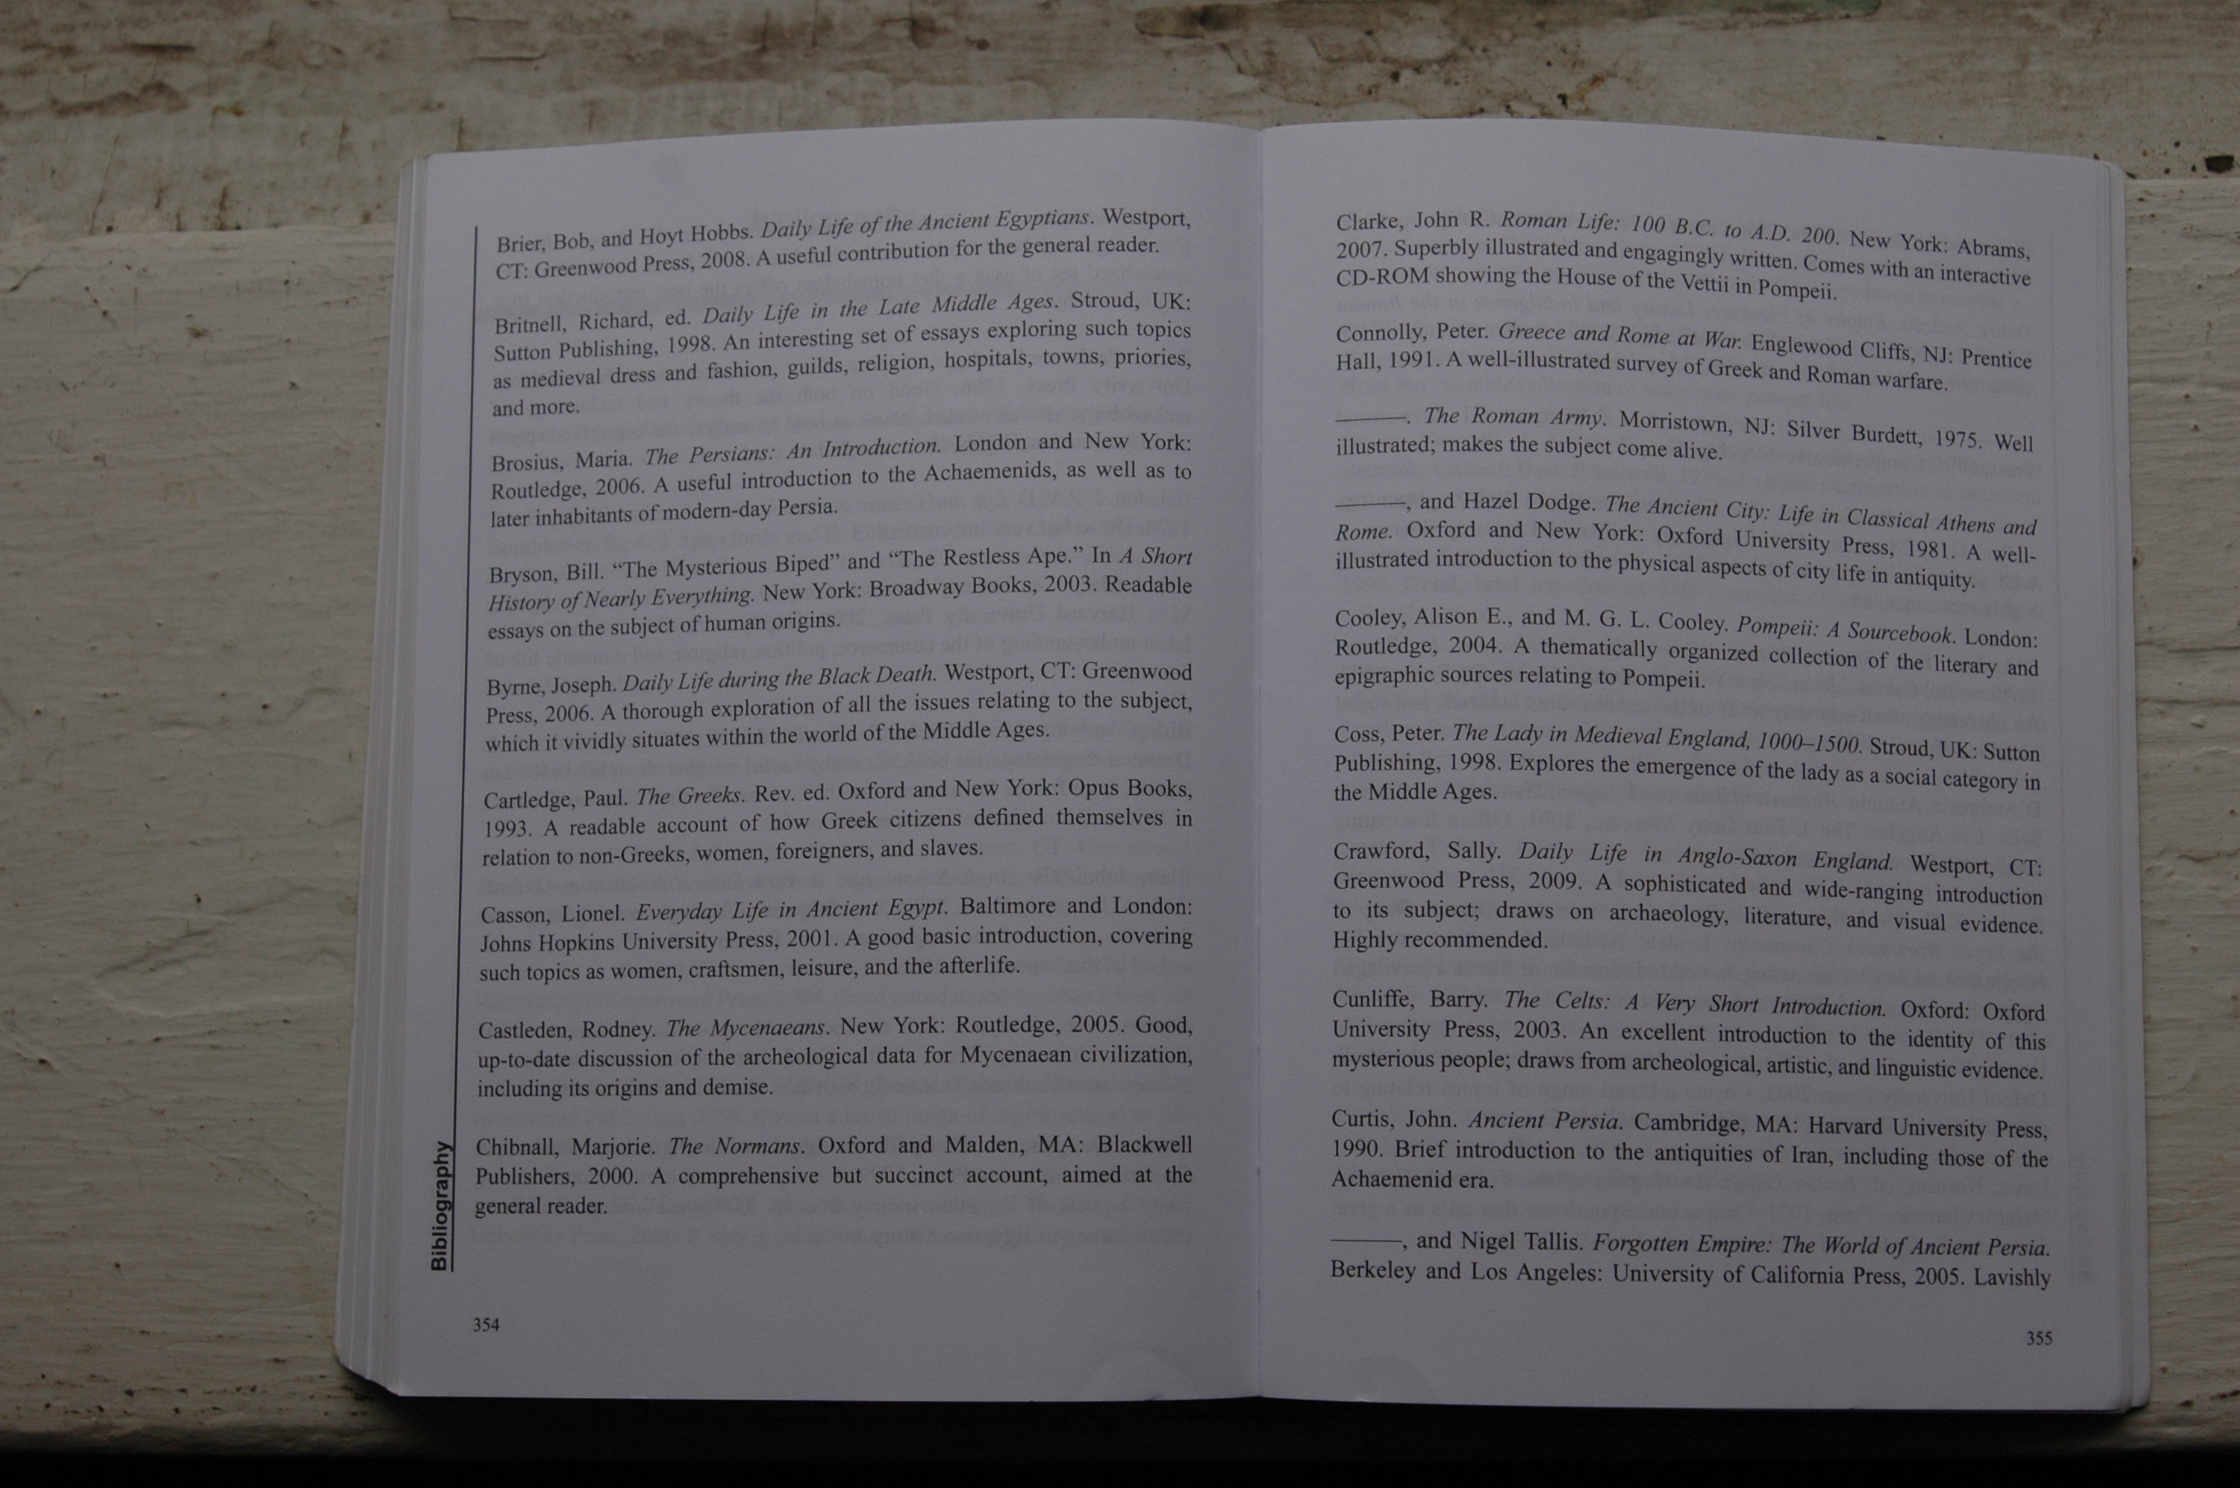 Brier, Bob, and Hoyt Hobbs. Daily Life of the Ancient Egyptians. Westport,
CT: Greenwood Press, 2008. A useful contribution for the general reader.
Britnell, Richard, ed. Daily Life in the Late Middle Ages. Stroud, UK:
Sutton Publishing, 1998. An interesting set of essays exploring such topics
as medieval dress and fashion, guilds, religion, hospitals, towns, priories,
and more.
Brosius, Maria. The Persians: An Introduction. London and New York:
Routledge, 2006. A useful introduction to the Achaemenids, as well as to
later inhabitants of modern-day Persia.
Bryson, Bill. “The Mysterious Biped” and “The Restless Ape.” In A Short
History of Nearly Everything. New York: Broadway Books, 2003. Readable
essays on the subject of human origins.
Byrne, Joseph. Daily Life during the Black Death. Westport, CT: Greenwood
Press, 2006. A thorough exploration of all the issues relating to the subject,
which it vividly situates within the world of the Middle Ages.
Cartledge, Paul. The Greeks. Rev. ed. Oxford and New York: Opus Books,
1993. A readable account of how Greek citizens defined themselves in
relation to non-Greeks, women, foreigners, and slaves.
Casson, Lionel. Everyday Life in Ancient Egypt. Baltimore and London:
Johns Hopkins University Press, 2001. A good basic introduction, covering
such topics as women, craftsmen, leisure, and the afterlife.
Castleden, Rodney. The Mycenaeans. New York: Routledge, 2005. Good,
up-to-date discussion of the archeological data for Mycenaean civilization,
including its origins and demise.
Chibnall, Marjorie. The Normans. Oxford and Malden, MA: Blackwell
Publishers, 2000. A comprehensive but succinct account, aimed at the
general reader.
Bibliography
354
Clarke, John R. Roman Life: 100 B.C. to A.D. 200. New York: Abrams,
2007. Superbly illustrated and engagingly written. Comes with an interactive
CD-ROM showing the House of the Vettii in Pompeii.
Connolly, Peter. Greece and Rome at War. Englewood Cliffs, NJ: Prentice
Hall, 1991. A well-illustrated survey of Greek and Roman warfare.
———. The Roman Army. Morristown, NJ: Silver Burdett, 1975. Well
illustrated; makes the subject come alive.
———, and Hazel Dodge. The Ancient City: Life in Classical Athens and
Rome. Oxford and New York: Oxford University Press, 1981. A well-
illustrated introduction to the physical aspects of city life in antiquity.
Cooley, Alison E., and M. G. L. Cooley. Pompeii: A Sourcebook. London:
Routledge, 2004. A thematically organized collection of the literary and
epigraphic sources relating to Pompeii.
Coss, Peter. The Lady in Medieval England, 1000–1500. Stroud, UK: Sutton
Publishing, 1998. Explores the emergence of the lady as a social category in
the Middle Ages.
Crawford, Sally. Daily Life in Anglo-Saxon England. Westport, CT:
Greenwood Press, 2009. A sophisticated and wide-ranging introduction
to its subject; draws on archaeology, literature, and visual evidence.
Highly recommended.
Cunliffe, Barry. The Celts: A Very Short Introduction. Oxford: Oxford
University Press, 2003. An excellent introduction to the identity of this
mysterious people; draws from archeological, artistic, and linguistic evidence.
Curtis, John. Ancient Persia. Cambridge, MA: Harvard University Press,
1990. Brief introduction to the antiquities of Iran, including those of the
Achaemenid era.
———, and Nigel Tallis. Forgotten Empire: The World of Ancient Persia.
Berkeley and Los Angeles: University of California Press, 2005. Lavishly
355